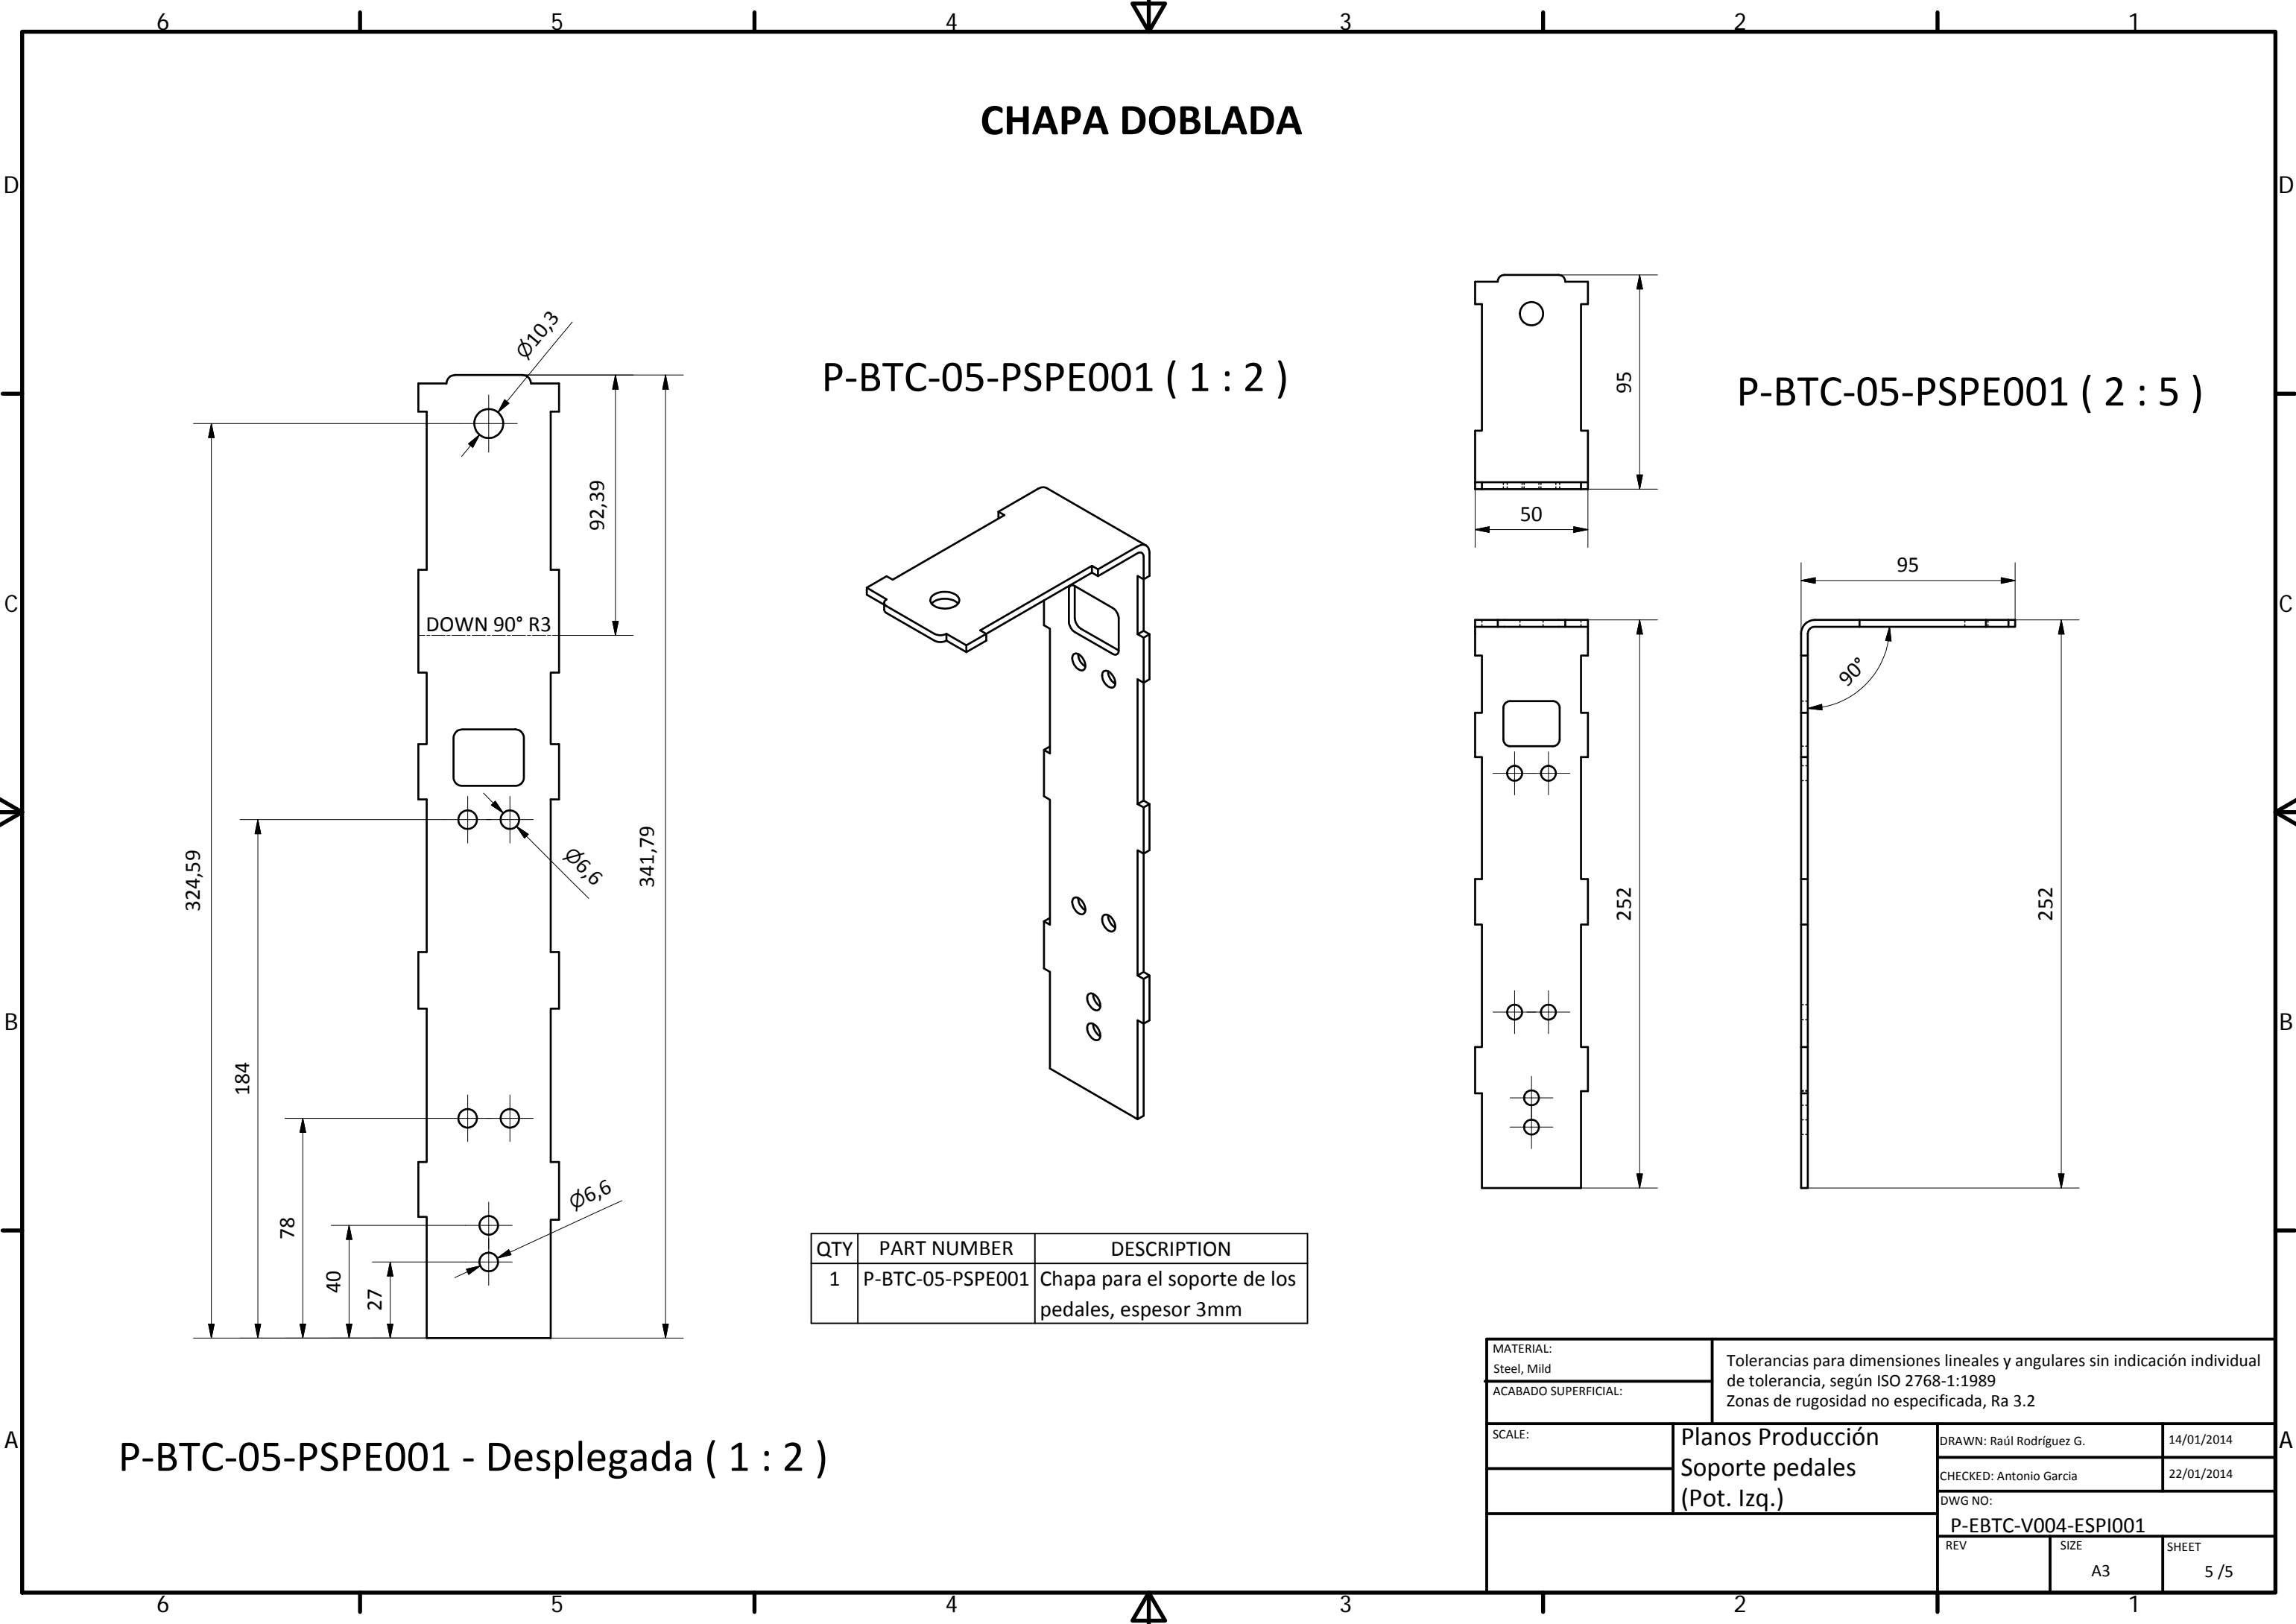 6 5 4 3 2 1
CHAPA DOBLADA
D D
Ø10,3
P-BTC-05-PSPE001 ( 1 : 2 )
95
P-BTC-05-PSPE001 ( 2 : 5 )
92,39
50
95
C C
DOWN 90° R3
90°
324,59
Ø6,6
341,79
252
252
B B
184
78
Ø6,6
40
27
QTY PART NUMBER DESCRIPTION
1 P-BTC-05-PSPE001 Chapa para el soporte de los
pedales, espesor 3mm
P-BTC-05-PSPE001 - Desplegada ( 1 : 2 )
MATERIAL:
Steel, Mild
ACABADO SUPERFICIAL:
Tolerancias para dimensiones lineales y angulares sin indicación individual
de tolerancia, según ISO 2768-1:1989
Zonas de rugosidad no especificada, Ra 3.2
SCALE:
Planos Producción
Soporte pedales
(Pot. Izq.)
DRAWN: Raúl Rodríguez G. 14/01/2014
CHECKED: Antonio Garcia 22/01/2014
DWG NO:
P-EBTC-V004-ESPI001
REV SIZE SHEET
A3 5 /5
A A
6 5 4 3 2 1